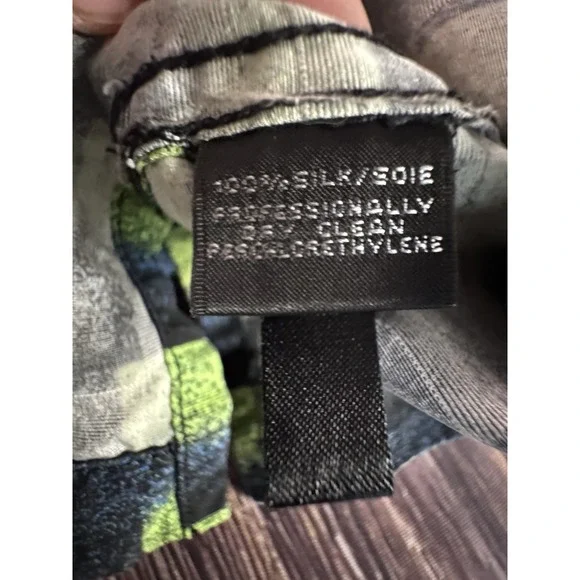 100% SILK/SOIE
PROFESSIONALLY
DRY CLEAN
PERCHLORETHYLENE